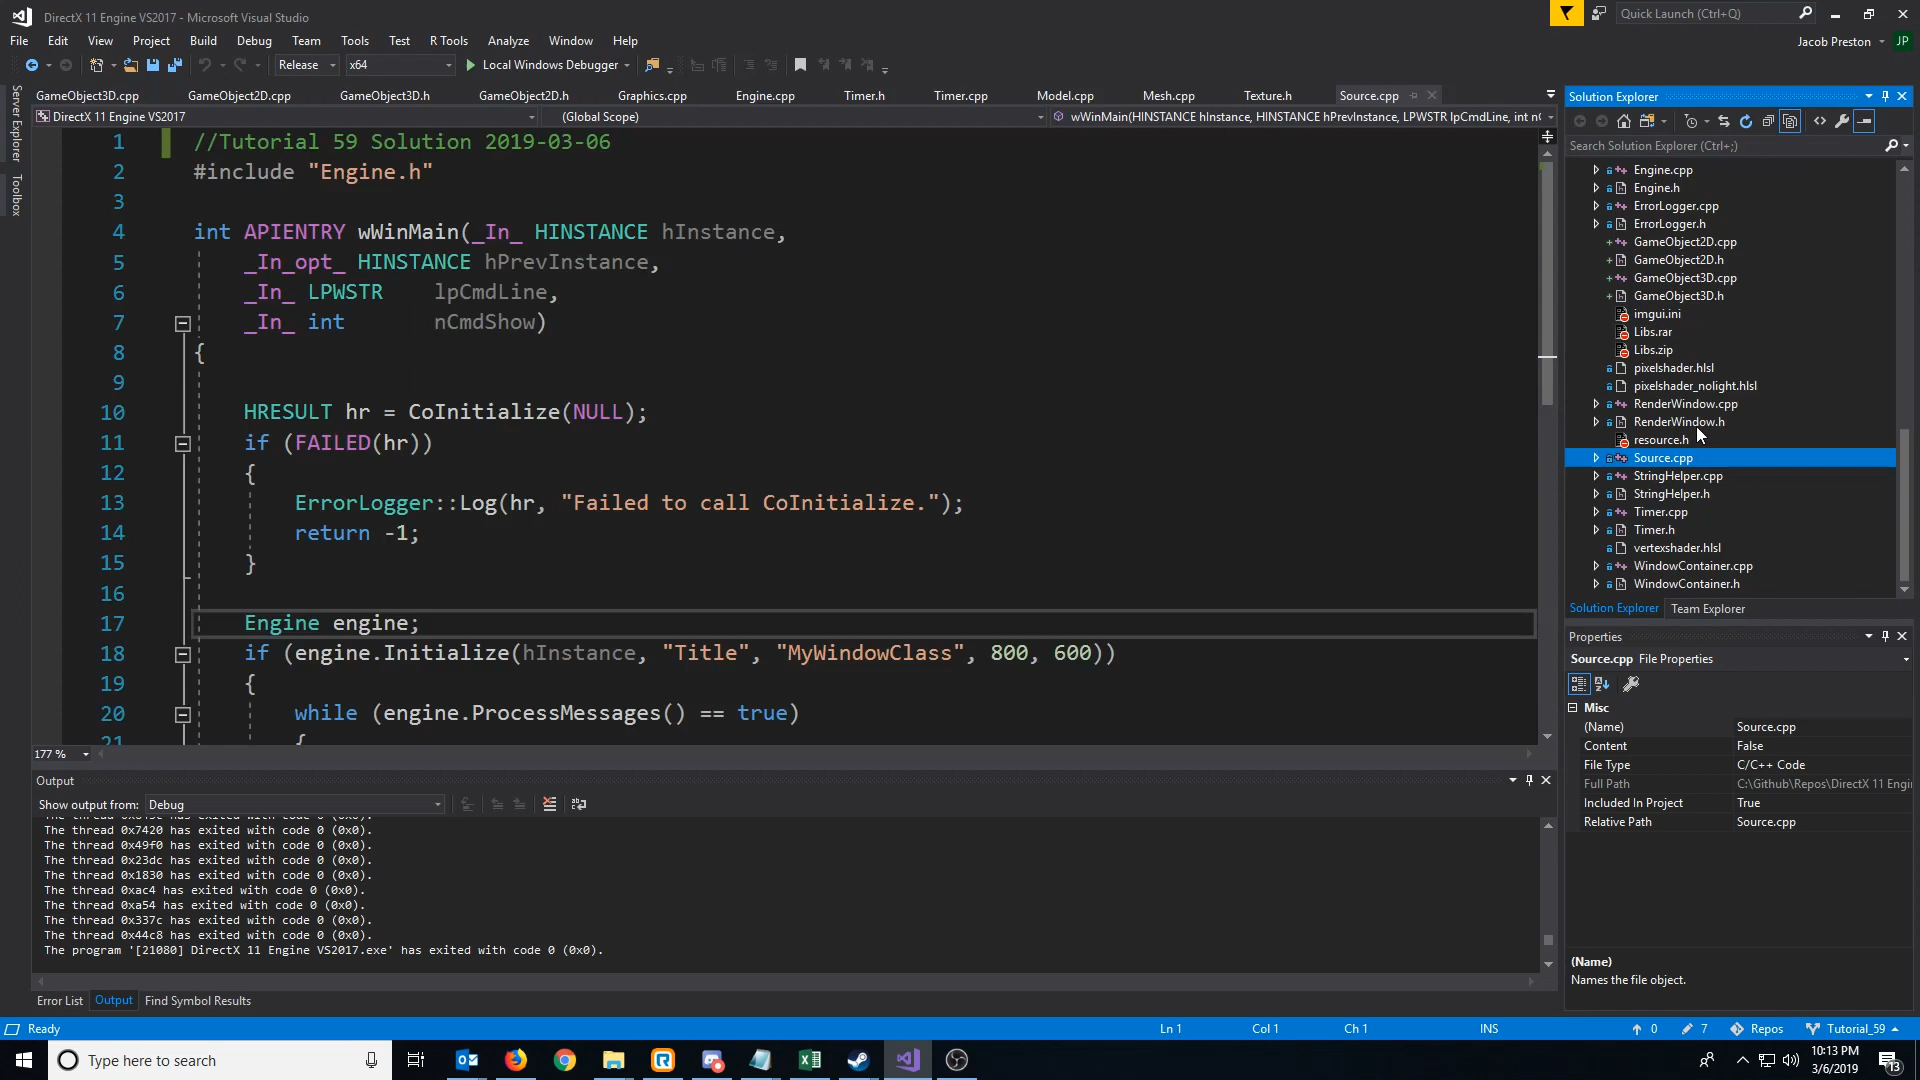 DirectX 11 Engine VS2017 - Microsoft Visual Studio
Quick Launch (Ctrl+Q)
File Edit View Project Build Debug Team Tools Test R Tools Analyze Window Help
Jacob Preston JP
Release x64 Local Windows Debugger
Server Explorer
Toolbox
GameObject3D.cpp GameObject2D.cpp GameObject3D.h GameObject2D.h Graphics.cpp Engine.cpp Timer.h Timer.cpp Model.cpp Mesh.cpp Texture.h Source.cpp
DirectX 11 Engine VS2017 (Global Scope) wWinMain(HINSTANCE hInstance, HINSTANCE hPrevInstance, LPWSTR lpCmdLine, int nC
1 //Tutorial 59 Solution 2019-03-06
2 #include "Engine.h"
3
4 int APIENTRY wWinMain(_In_ HINSTANCE hInstance,
5 _In_opt_ HINSTANCE hPrevInstance,
6 _In_ LPWSTR lpCmdLine,
7 _In_ int nCmdShow)
8 {
9
10 HRESULT hr = CoInitialize(NULL);
11 if (FAILED(hr))
12 {
13 ErrorLogger::Log(hr, "Failed to call CoInitialize.");
14 return -1;
15 }
16
17 Engine engine;
18 if (engine.Initialize(hInstance, "Title", "MyWindowClass", 800, 600))
19 {
20 while (engine.ProcessMessages() == true)
21 {
177 %
Output
Show output from: Debug
The thread 0x7420 has exited with code 0 (0x0).
The thread 0x49f0 has exited with code 0 (0x0).
The thread 0x23dc has exited with code 0 (0x0).
The thread 0x1830 has exited with code 0 (0x0).
The thread 0xac4 has exited with code 0 (0x0).
The thread 0xa54 has exited with code 0 (0x0).
The thread 0x337c has exited with code 0 (0x0).
The thread 0x44c8 has exited with code 0 (0x0).
The program '[21080] DirectX 11 Engine VS2017.exe' has exited with code 0 (0x0).
Error List Output Find Symbol Results
Solution Explorer
Search Solution Explorer (Ctrl+;)
Engine.cpp
Engine.h
ErrorLogger.cpp
ErrorLogger.h
GameObject2D.cpp
GameObject2D.h
GameObject3D.cpp
GameObject3D.h
imgui.ini
Libs.rar
Libs.zip
pixelshader.hlsl
pixelshader_nolight.hlsl
RenderWindow.cpp
RenderWindow.h
resource.h
Source.cpp
StringHelper.cpp
StringHelper.h
Timer.cpp
Timer.h
vertexshader.hlsl
WindowContainer.cpp
WindowContainer.h
Solution Explorer Team Explorer
Properties
Source.cpp File Properties
Misc
(Name) Source.cpp
Content False
File Type C/C++ Code
Full Path C:\Github\Repos\DirectX 11 Engi
Included In Project True
Relative Path Source.cpp
(Name)
Names the file object.
Ready Ln 1 Col 1 Ch 1 INS 0 7 Repos Tutorial_59
Type here to search
10:13 PM
3/6/2019
13